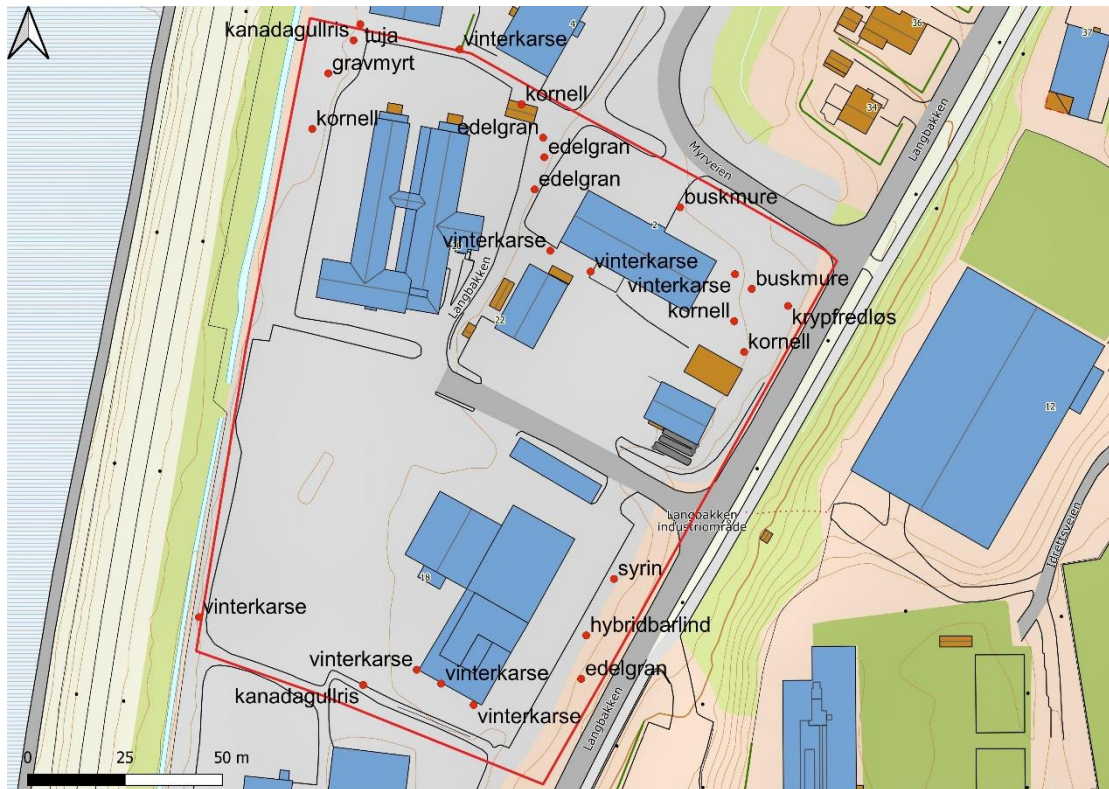 4
36
37
kanadagullris
tuja
vinterkarse
gravmyrt
34
kornell
kornell
edelgran
edelgran
edelgran
Langbakken
Myrveien
buskmure
2
vinterkarse
20
vinterkarse
vinterkarse
buskmure
Langbakken
kornell
krypfredløs
22
kornell
12
Langbakken
industriområde
Idrettsveien
18
syrin
vinterkarse
hybridbarlind
vinterkarse
vinterkarse
edelgran
kanadagullris
vinterkarse
Langbakken
0 25 50 m